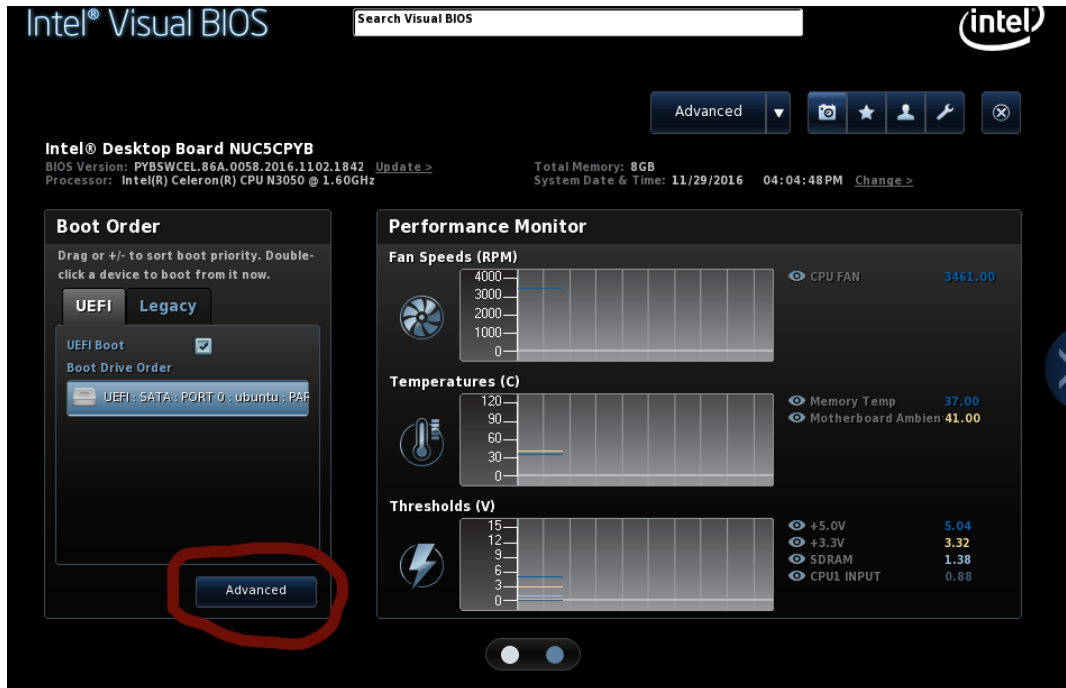 Intel® Visual BIOS
Search Visual BIOS
intel
Advanced
Intel® Desktop Board NUC5CPYB
BIOS Version: PYBSWCEL.86A.0058.2016.1102.1842 Update >
Processor: Intel(R) Celeron(R) CPU N3050 @ 1.60GHz
Total Memory: 8GB
System Date & Time: 11/29/2016 04:04:48 PM Change >
Boot Order
Drag or +/- to sort boot priority. Double-
click a device to boot from it now.
UEFI Legacy
UEFI Boot
Boot Drive Order
UEFI : SATA : PORT 0 : ubuntu : PAR
Advanced
Performance Monitor
Fan Speeds (RPM)
4000
3000
2000
1000
0
CPU FAN 3461.00
Temperatures (C)
120
90
60
30
0
Memory Temp 37.00
Motherboard Ambien 41.00
Thresholds (V)
15
12
9
6
3
0
+5.0V 5.04
+3.3V 3.32
SDRAM 1.38
CPU1 INPUT 0.88